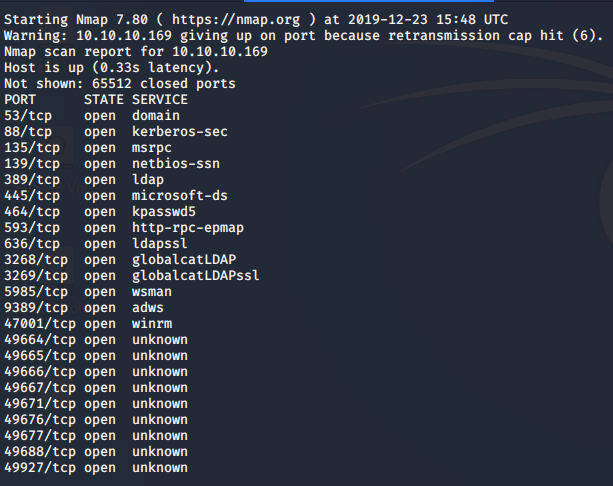 Starting Nmap 7.80 ( https://nmap.org ) at 2019-12-23 15:48 UTC
Warning: 10.10.10.169 giving up on port because retransmission cap hit (6).
Nmap scan report for 10.10.10.169
Host is up (0.33s latency).
Not shown: 65512 closed ports
PORT      STATE SERVICE
53/tcp    open  domain
88/tcp    open  kerberos-sec
135/tcp   open  msrpc
139/tcp   open  netbios-ssn
389/tcp   open  ldap
445/tcp   open  microsoft-ds
464/tcp   open  kpasswd5
593/tcp   open  http-rpc-epmap
636/tcp   open  ldapssl
3268/tcp  open  globalcatLDAP
3269/tcp  open  globalcatLDAPssl
5985/tcp  open  wsman
9389/tcp  open  adws
47001/tcp open  winrm
49664/tcp open  unknown
49665/tcp open  unknown
49666/tcp open  unknown
49667/tcp open  unknown
49671/tcp open  unknown
49676/tcp open  unknown
49677/tcp open  unknown
49688/tcp open  unknown
49927/tcp open  unknown